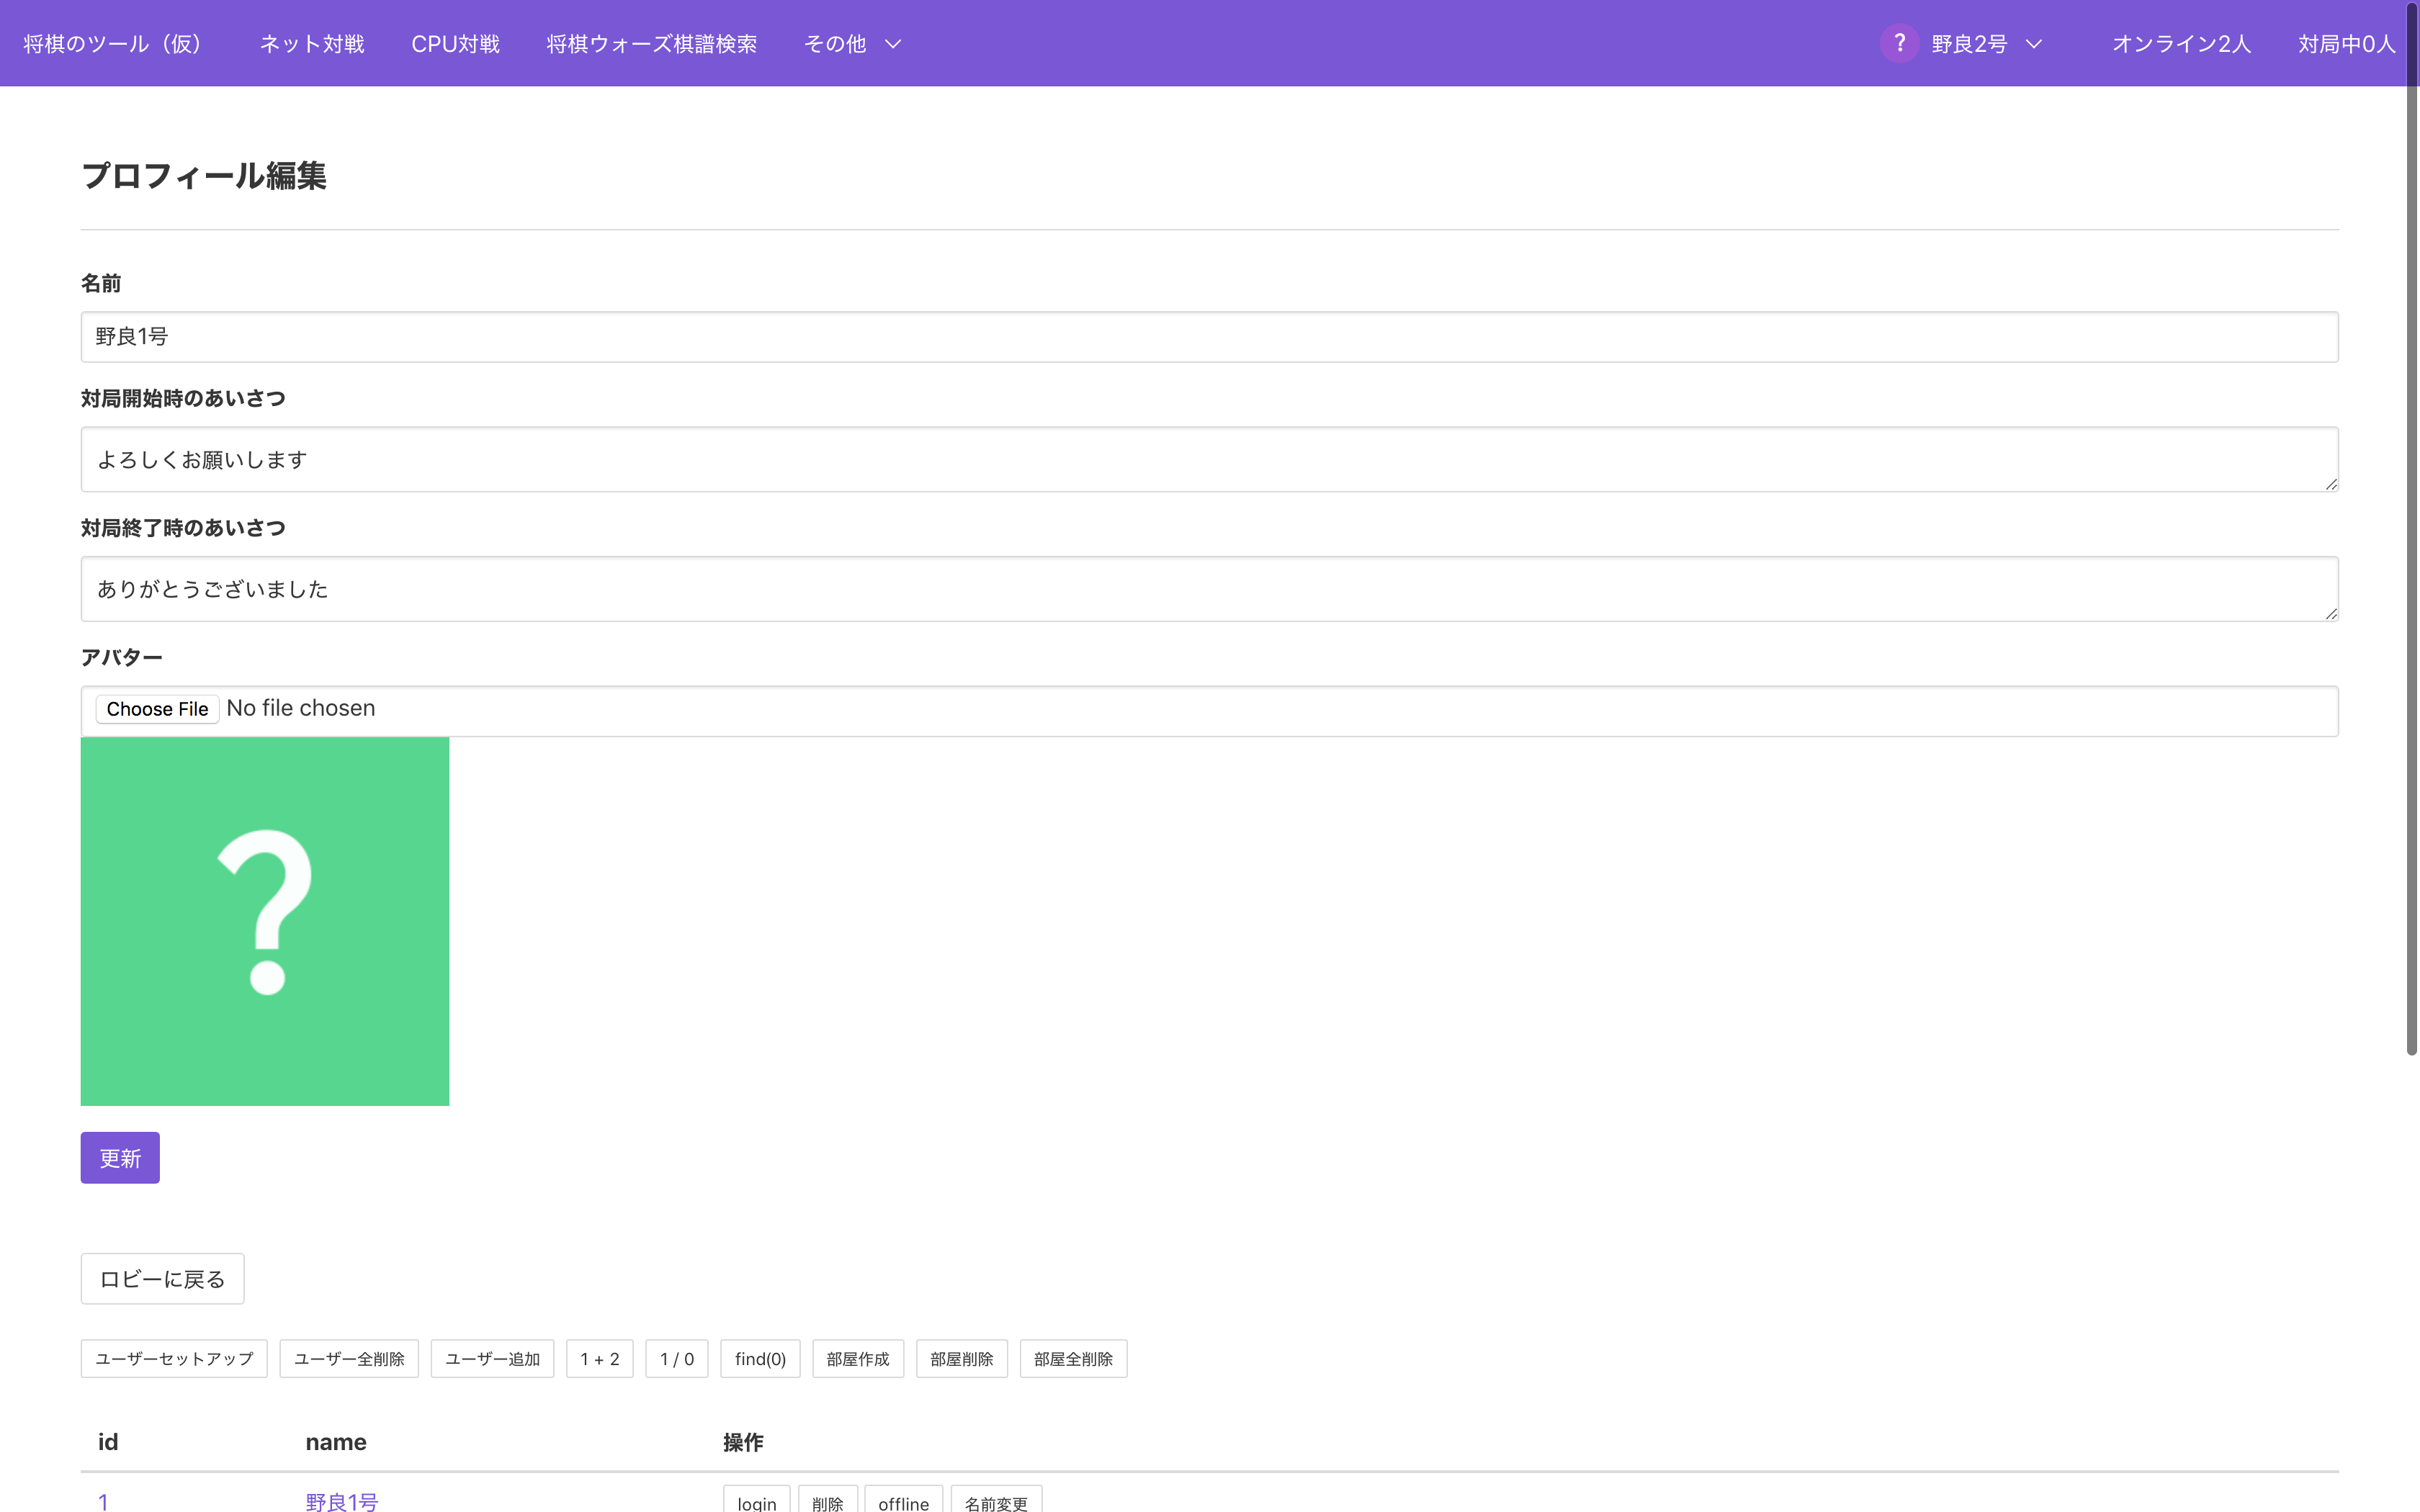 将棋のツール（仮） ネット対戦 CPU対戦 将棋ウォーズ棋譜検索 その他 ? 野良2号 オンライン2人 対局中0人
プロフィール編集
名前
野良1号
対局開始時のあいさつ
よろしくお願いします
対局終了時のあいさつ
ありがとうございました
アバター
Choose File No file chosen
?
更新
ロビーに戻る
ユーザーセットアップ ユーザー全削除 ユーザー追加 1 + 2 1 / 0 find(0) 部屋作成 部屋削除 部屋全削除
id name 操作
1 野良1号 login 削除 offline 名前変更